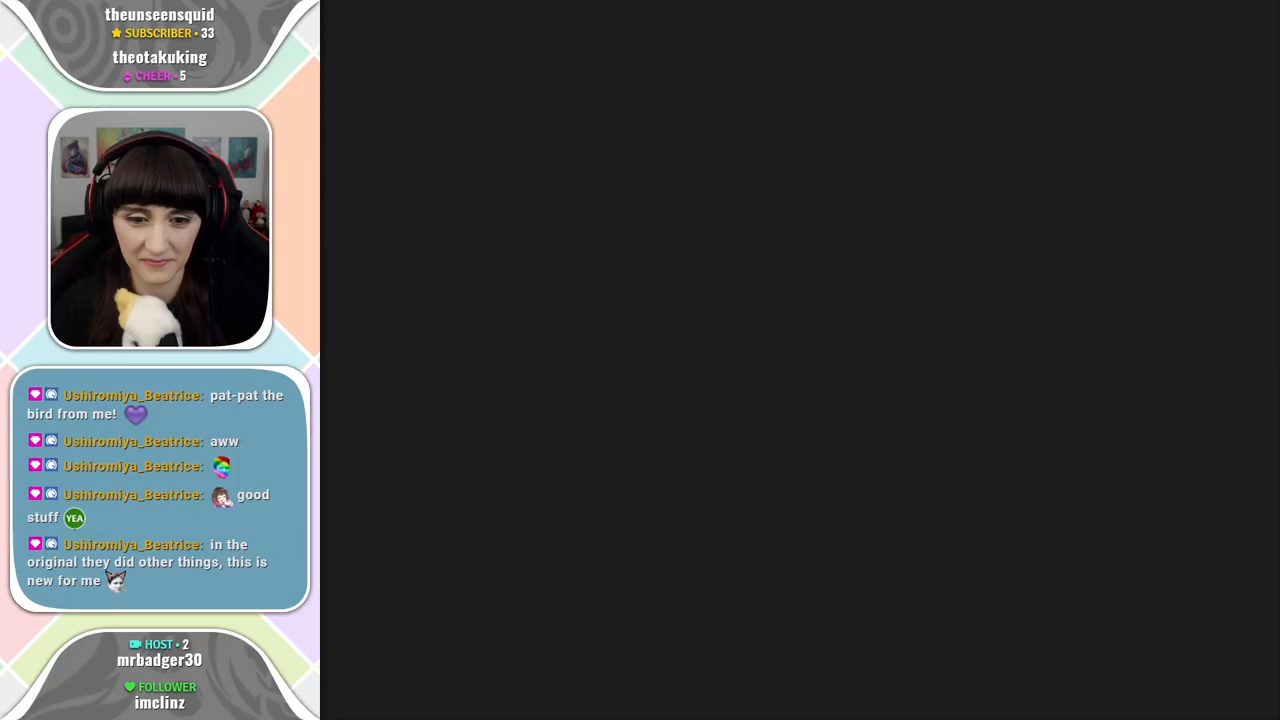 theunseensquid
SUBSCRIBER • 33
theotakuking
CHEER • 5
Ushiromiya_Beatrice: pat-pat the
bird from me!
Ushiromiya_Beatrice: aww
Ushiromiya_Beatrice:
Ushiromiya_Beatrice: good
stuff YEA
Ushiromiya_Beatrice: in the
original they did other things, this is
new for me
HOST • 2
mrbadger30
FOLLOWER
imclinz